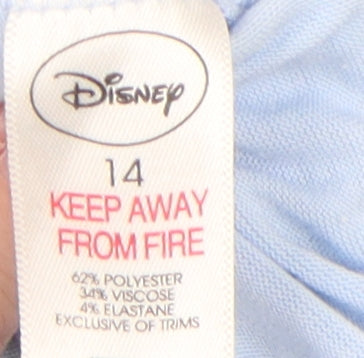 Disney
14
KEEP AWAY
FROM FIRE
62% POLYESTER
34% VISCOSE
4% ELASTANE
EXCLUSIVE OF TRIMS